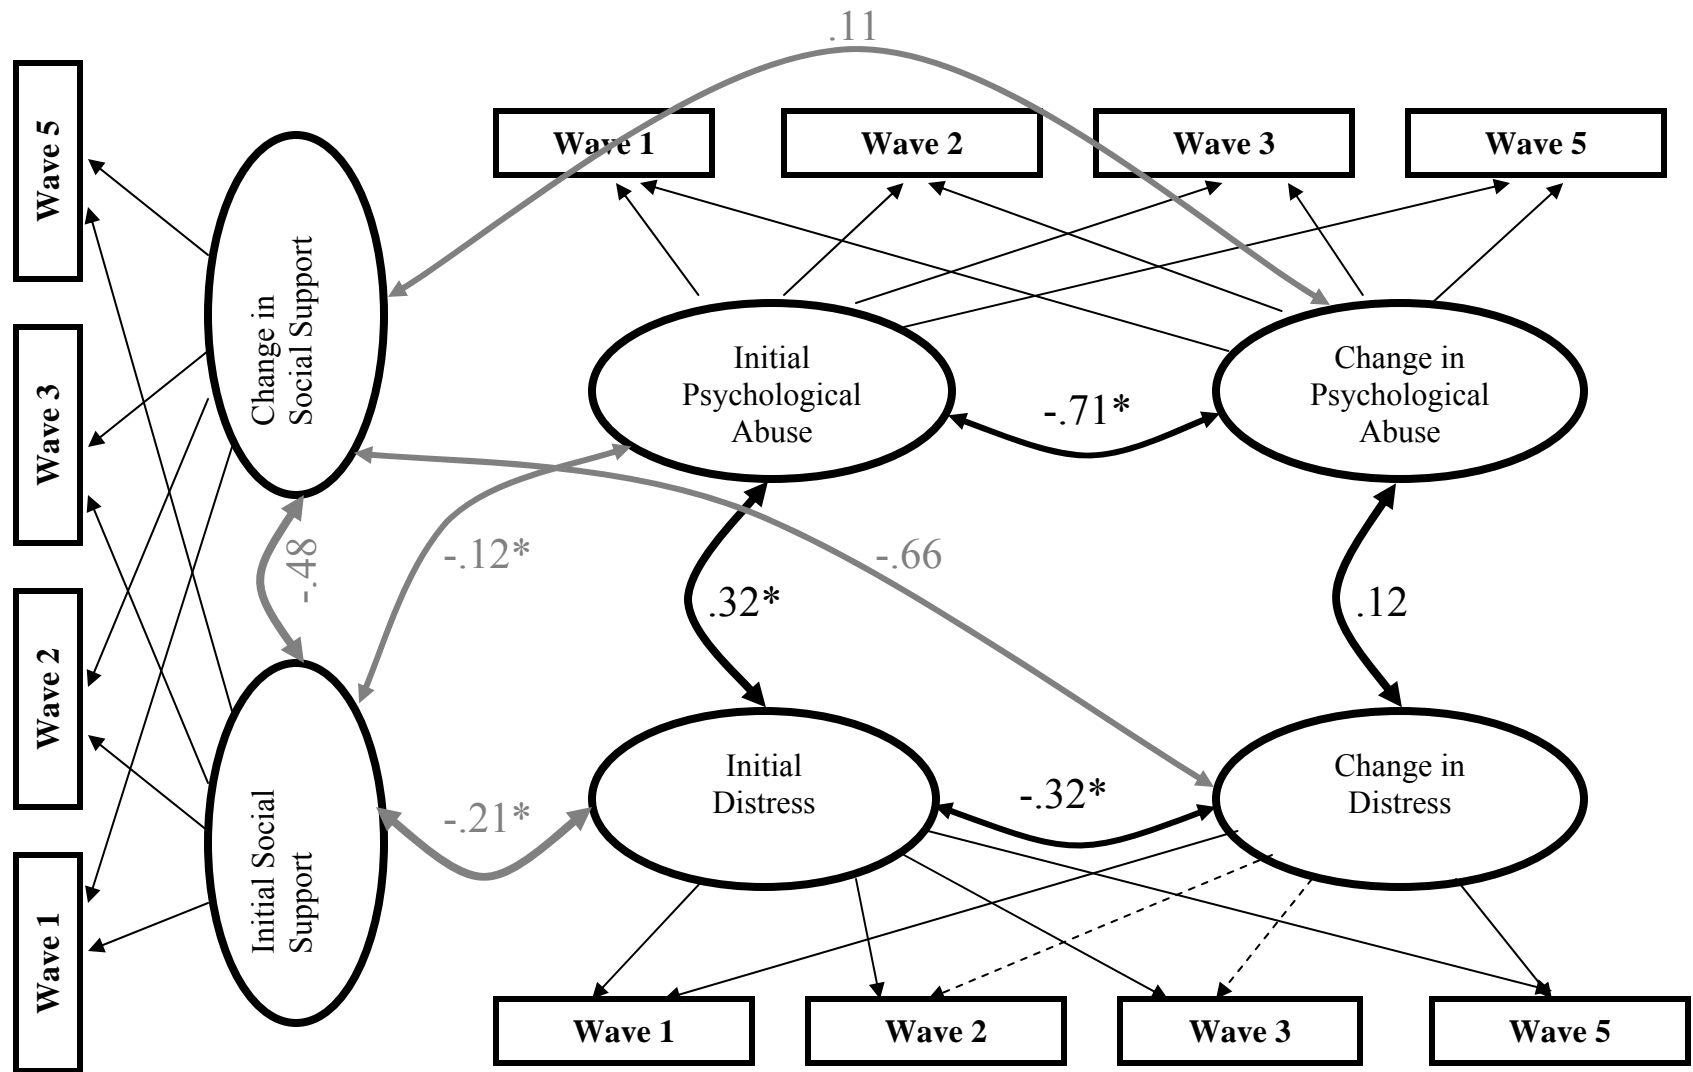 .11
Wave 1
Wave 2
Wave 3
Wave 5
Wave 5
Wave 3
Wave 2
Wave 1
Change in
Social Support
Initial
Psychological
Abuse
-.71*
Change in
Psychological
Abuse
-.48
-.12*
.32*
-.66
.12
Initial Social
Support
-.21*
Initial
Distress
-.32*
Change in
Distress
Wave 1
Wave 2
Wave 3
Wave 5